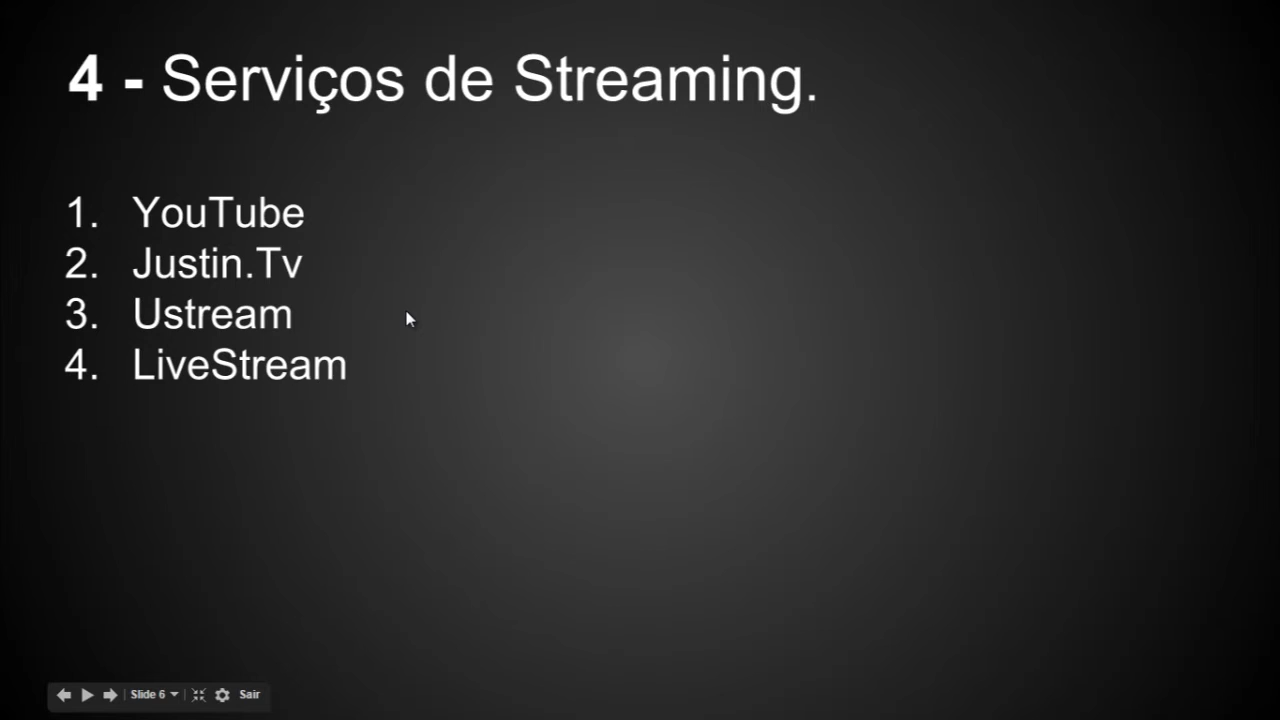 4 - Serviços de Streaming.
1. YouTube
2. Justin.Tv
3. Ustream
4. LiveStream
Slide 6 Sair